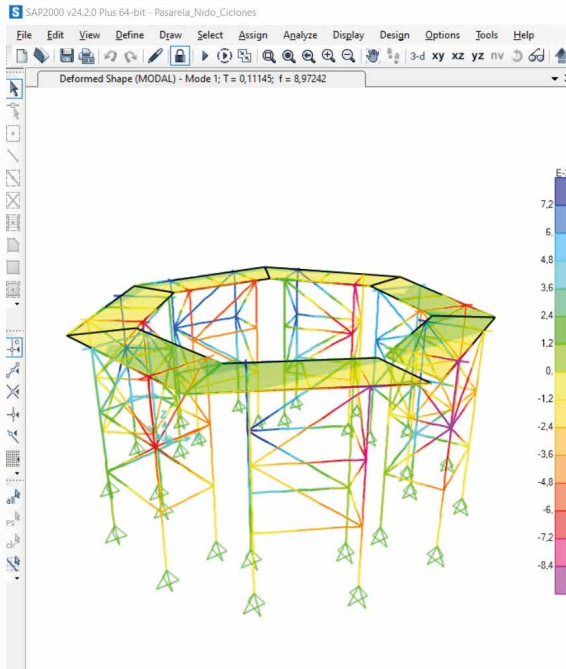 SAP2000 v24.2.0 Plus 64-bit - Pasarela_Nido_Ciclones
File Edit View Define Draw Select Assign Analyze Display Design Options Tools Help
3-d xy xz yz nv
Deformed Shape (MODAL) - Mode 1; T = 0,11145; f = 8,97242
7,2
6,
4,8
3,6
2,4
1,2
0,
-1,2
-2,4
-3,6
-4,8
-6,
-7,2
-8,4
all
PS
clr
Z